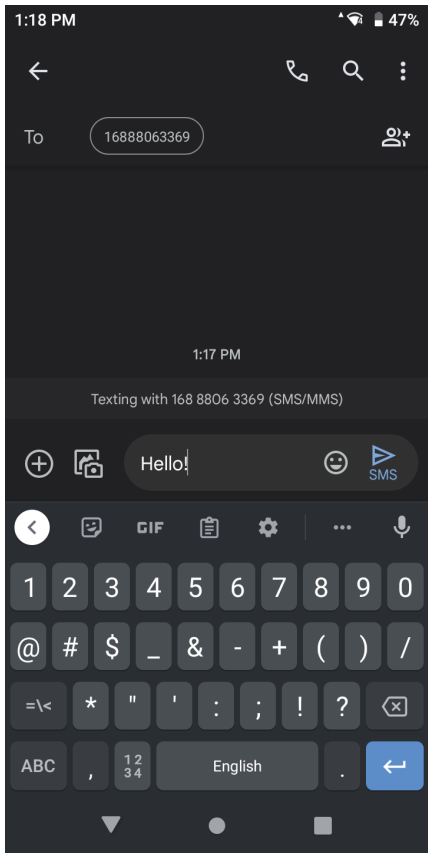 1:18 PM 47%
To 16888063369
1:17 PM
Texting with 168 8806 3369 (SMS/MMS)
Hello!
SMS
GIF
1 2 3 4 5 6 7 8 9 0
@ # $ _ & - + ( ) /
=\< * " ' : ; ! ?
ABC , 12 34 English .